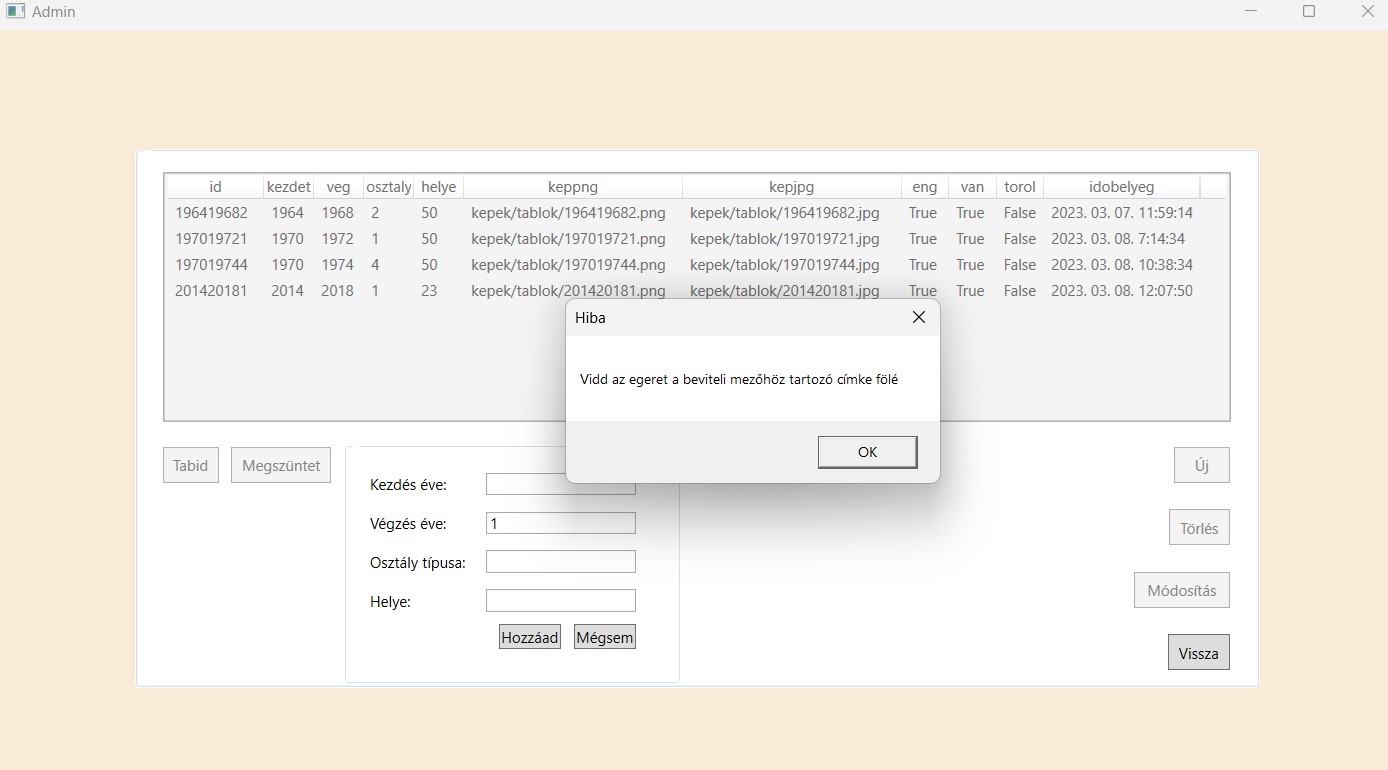 Admin
id kezdet veg osztaly helye keppng kepjpg eng van torol idobelyeg
196419682 1964 1968 2 50 kepek/tablok/196419682.png kepek/tablok/196419682.jpg True True False 2023. 03. 07. 11:59:14
197019721 1970 1972 1 50 kepek/tablok/197019721.png kepek/tablok/197019721.jpg True True False 2023. 03. 08. 7:14:34
197019744 1970 1974 4 50 kepek/tablok/197019744.png kepek/tablok/197019744.jpg True True False 2023. 03. 08. 10:38:34
201420181 2014 2018 1 23 kepek/tablok/201420181.png kepek/tablok/201420181.jpg True True False 2023. 03. 08. 12:07:50
Hiba
Vidd az egeret a beviteli mezőhöz tartozó címke fölé
OK
Tabid Megszüntet
Kezdés éve:
Végzés éve: 1
Osztály típusa:
Helye:
Hozzáad Mégsem
Új
Törlés
Módosítás
Vissza